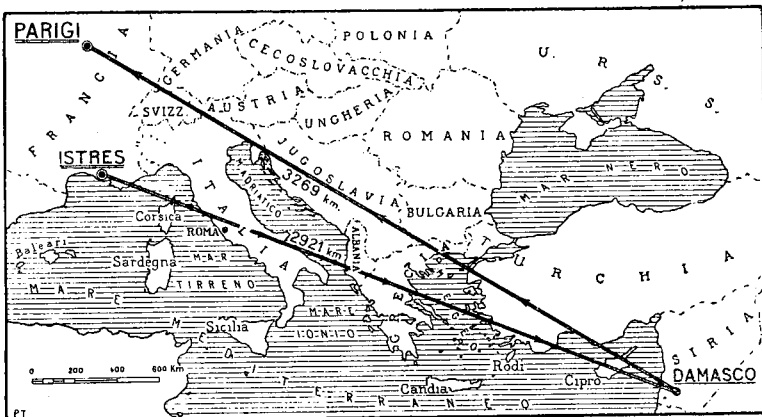 PARIGI
FRANCIA
GERMANIA
POLONIA
CECOSLOVACCHIA
U. R. S. S.
SVIZZ.
AUSTRIA
UNGHERIA
ROMANIA
ISTRES
ITALIA
JUGOSLAVIA
3269 km.
ADRIATICO
MAR NERO
BULGARIA
Corsica
ROMA
2921 km
ALBANIA
Baleari
Sardegna
MAR
TIRRENO
GRECIA
TURCHIA
MARE
IONIO
MARE MEDITERRANEO
Sicilia
Rodi
Cipro
SIRIA
DAMASCO
Candia
0 200 400 600 Km
PT